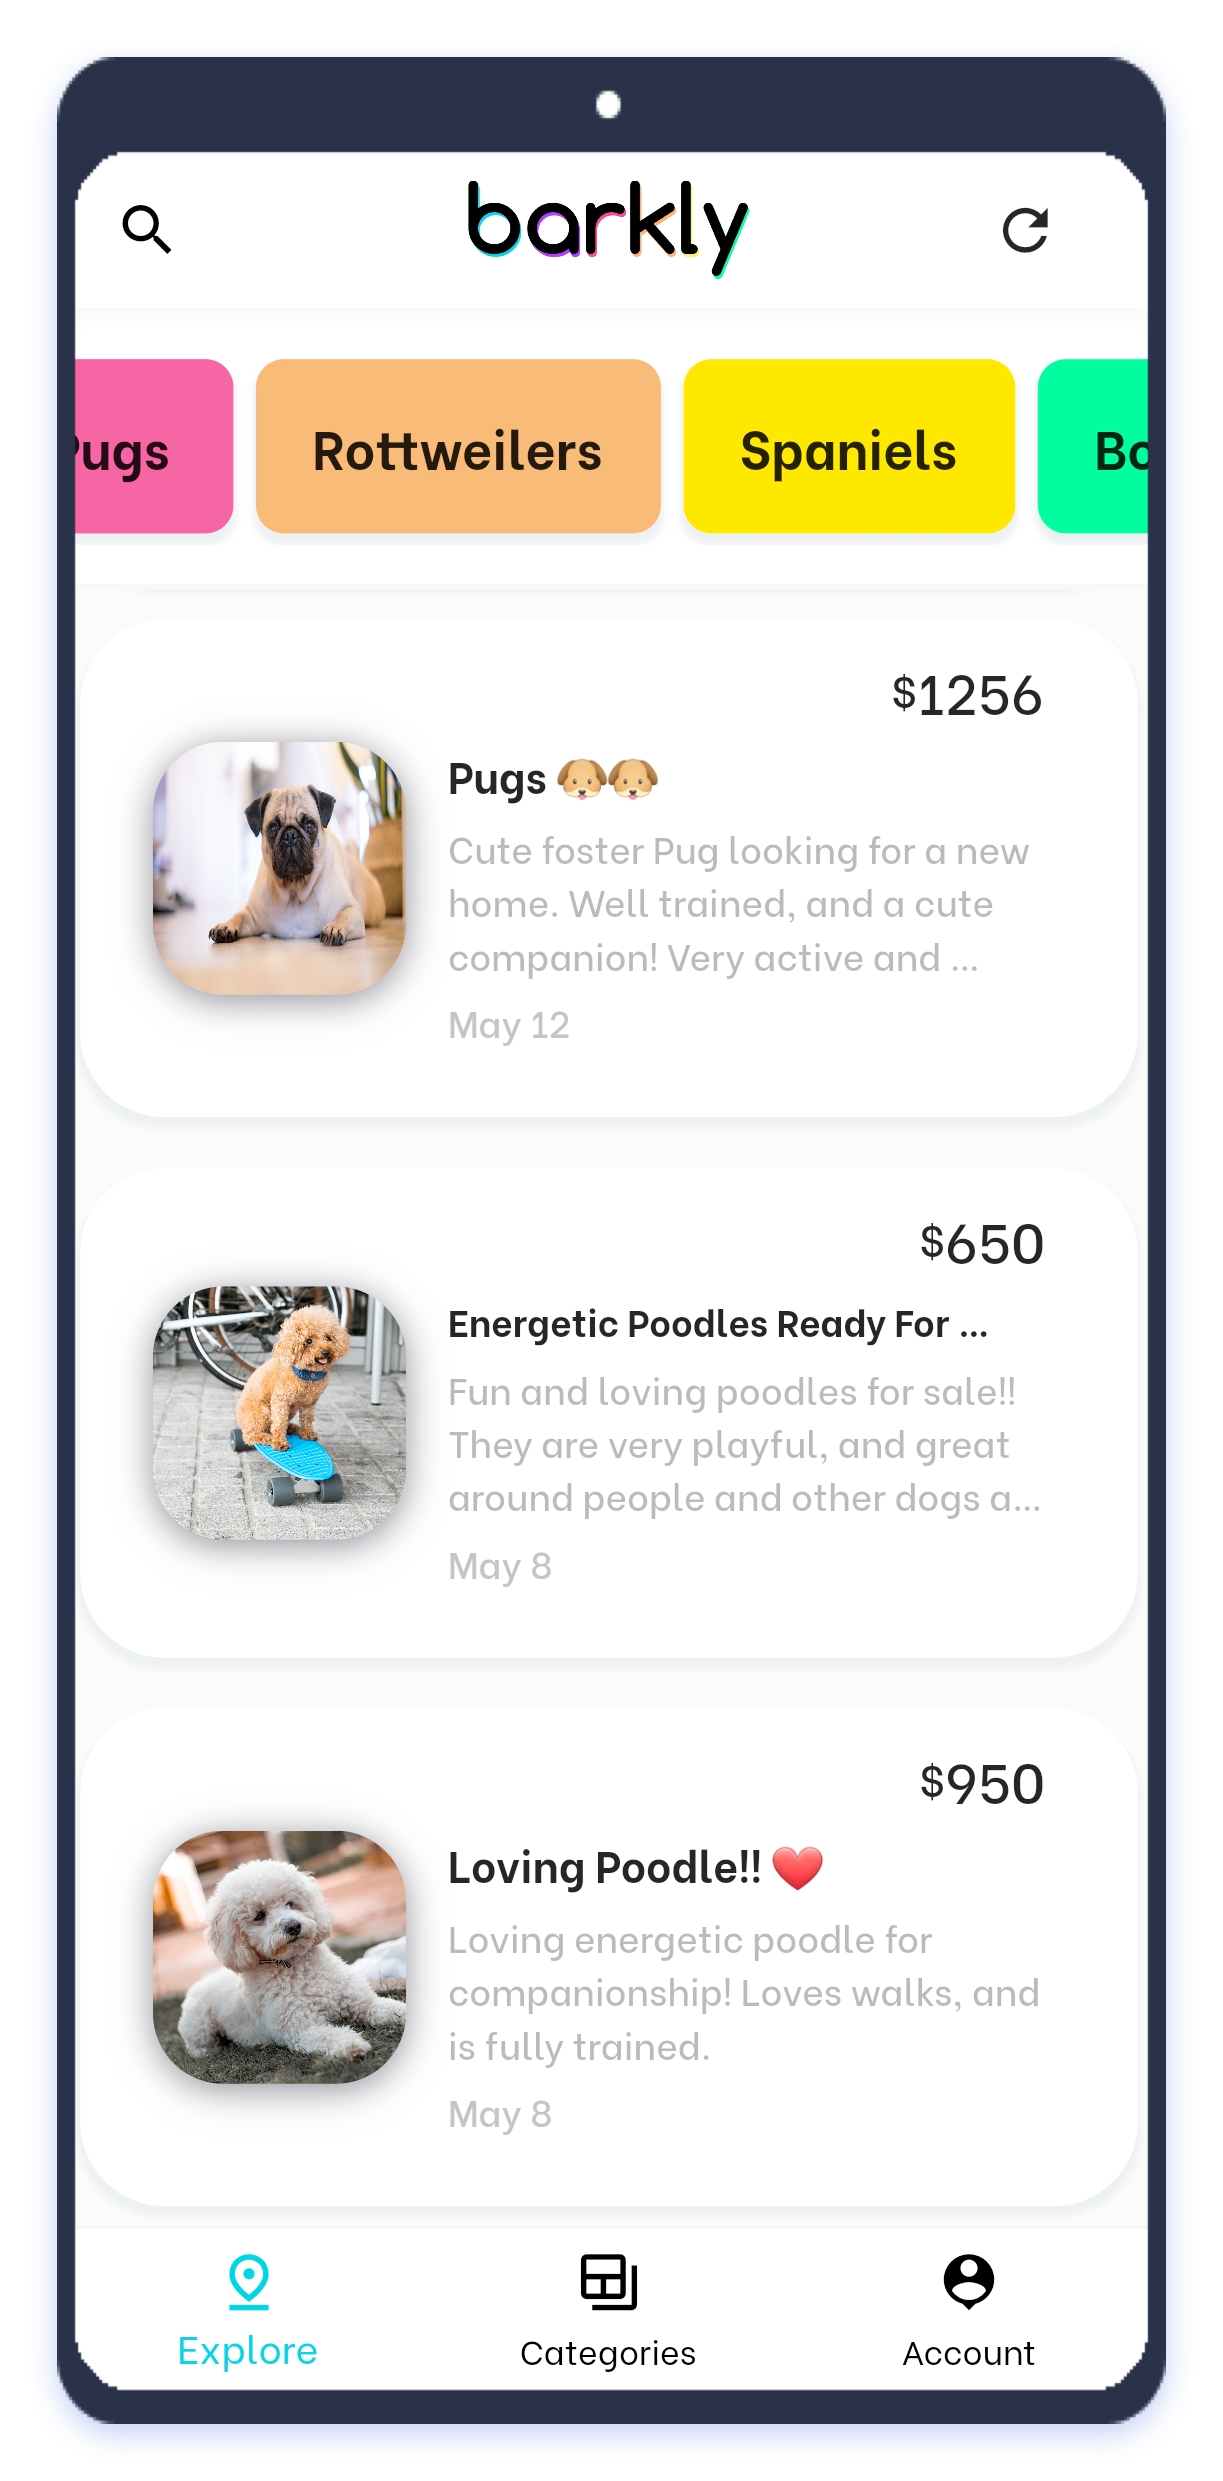 barkly
Pugs
Rottweilers
Spaniels
Bo
$1256
Pugs 🐶🐶
Cute foster Pug looking for a new
home. Well trained, and a cute
companion! Very active and ...
May 12
$650
Energetic Poodles Ready For ...
Fun and loving poodles for sale!!
They are very playful, and great
around people and other dogs a...
May 8
$950
Loving Poodle!! ❤️
Loving energetic poodle for
companionship! Loves walks, and
is fully trained.
May 8
Explore
Categories
Account